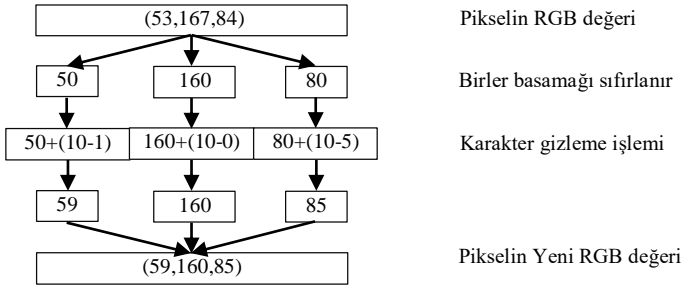 (53,167,84) Pikselin RGB değeri
50 160 80 Birler basamağı sıfırlanır
50+(10-1) 160+(10-0) 80+(10-5) Karakter gizleme işlemi
59 160 85
(59,160,85) Pikselin Yeni RGB değeri